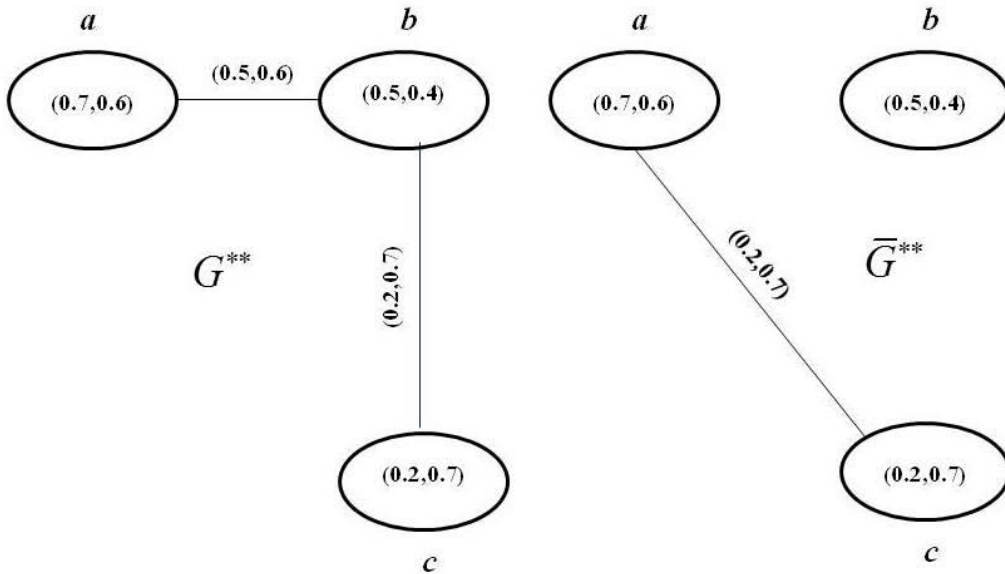 a
b
(0.7,0.6)
(0.5,0.6)
(0.5,0.4)
(0.2,0.7)
G**
(0.2,0.7)
c
a
b
(0.7,0.6)
(0.5,0.4)
(0.2,0.7)
G̅**
(0.2,0.7)
c